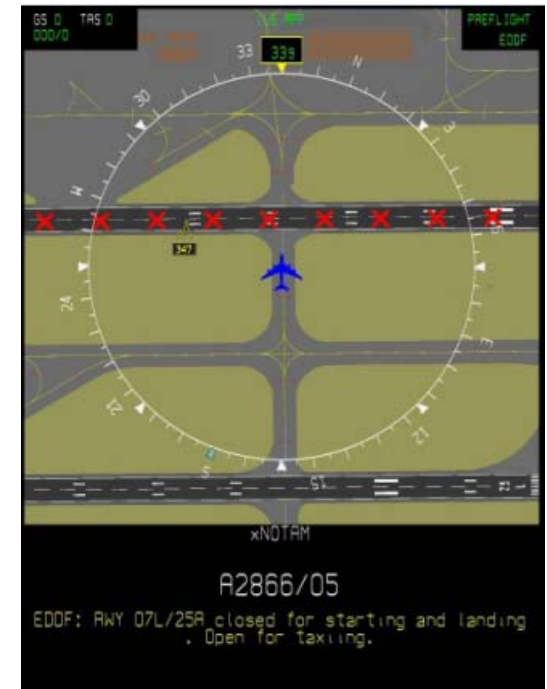 GS 0 TAS 0
000/0
PREFLIGHT
EDDF
33
339
N
30
3
W
347
24
E
21
12
S
15
xNOTAM
A2866/05
EDDF: RWY 07L/25R closed for starting and landing
. Open for taxiing.